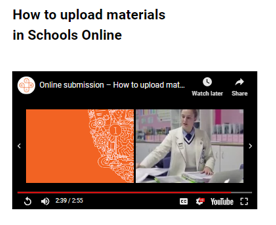 How to upload materials
in Schools Online
Online submission – How to upload mat...
Watch later
Share
2:39 / 2:55
CC
YouTube